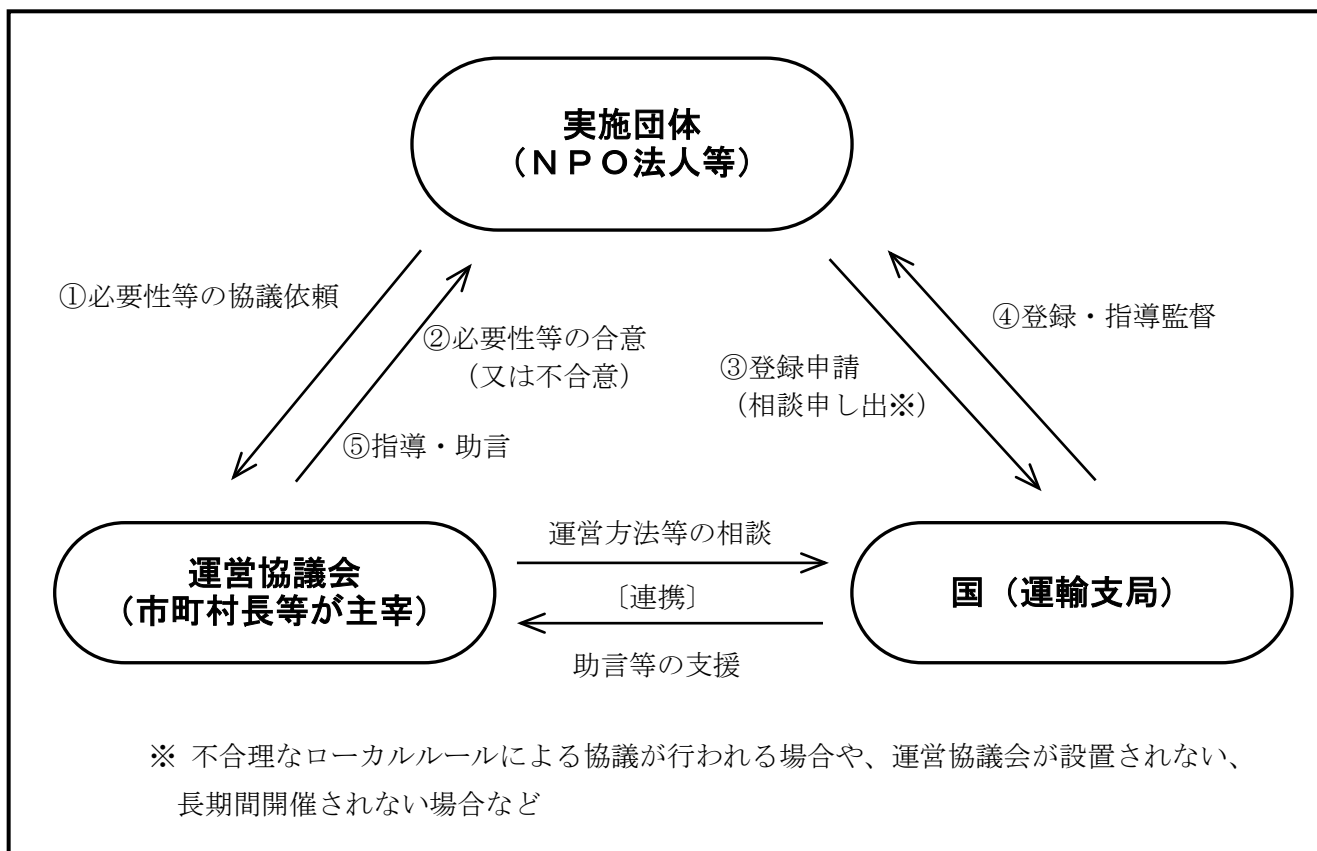 実施団体
(NPO法人等)
①必要性等の協議依頼
②必要性等の合意
(又は不合意)
③登録申請
(相談申し出※)
④登録・指導監督
⑤指導・助言
運営協議会
(市町村長等が主宰)
運営方法等の相談
〔連携〕
助言等の支援
国(運輸支局)
※ 不合理なローカルルールによる協議が行われる場合や、運営協議会が設置されない、
長期間開催されない場合など